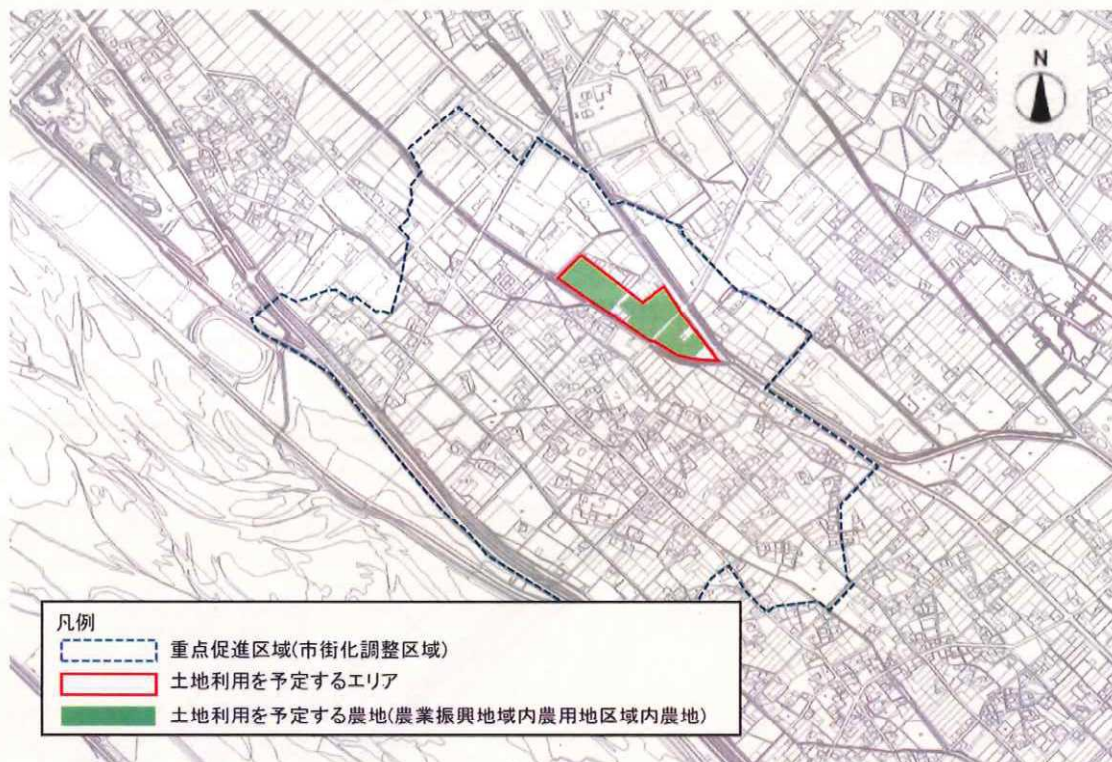 N
凡例
重点促進区域(市街化調整区域)
土地利用を予定するエリア
土地利用を予定する農地(農業振興地域内農用地区域内農地)